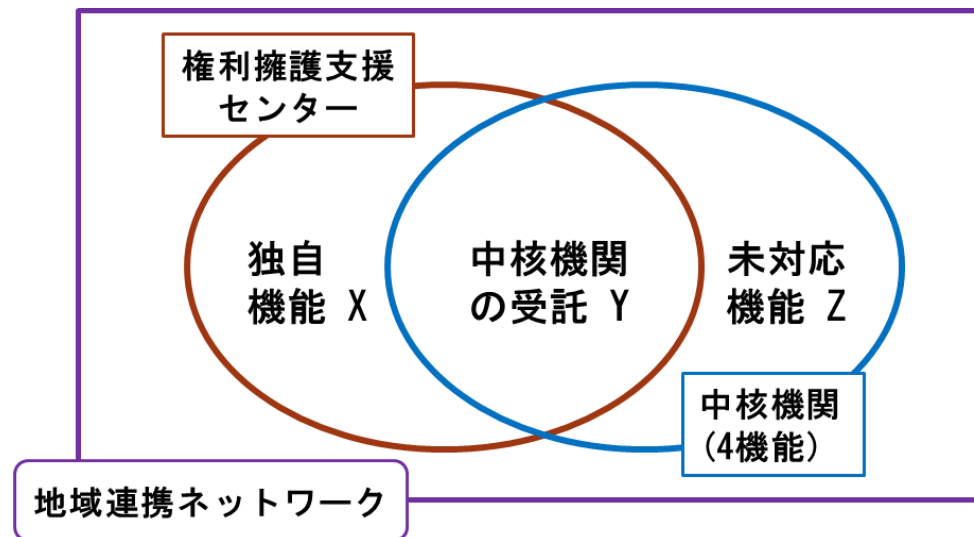 権利擁護支援
センター
独自
機能 X
中核機関
の受託 Y
未対応
機能 Z
中核機関
(4機能)
地域連携ネットワーク